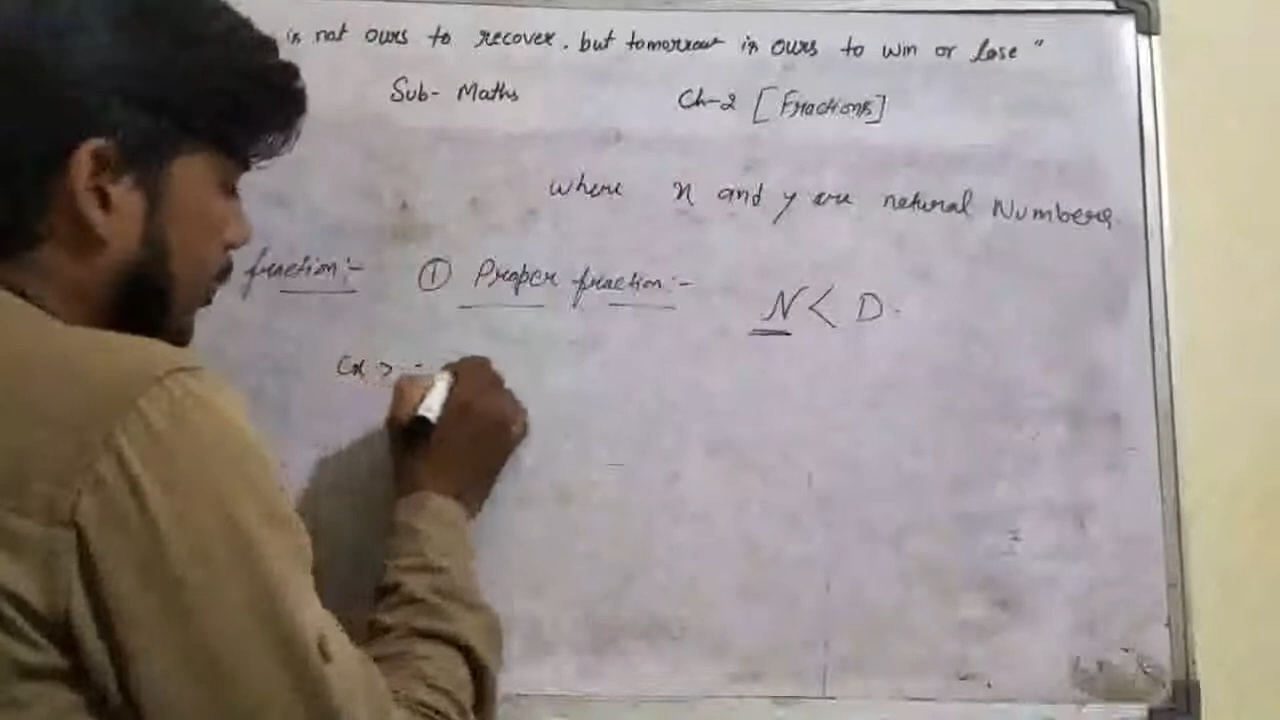 is not ours to recover. but tomorrow is ours to win or lose"
Sub- Maths Ch-2 [Fractions]
where x and y are natural Numbers
fraction:- ① Proper fraction:- N < D.
Ex >